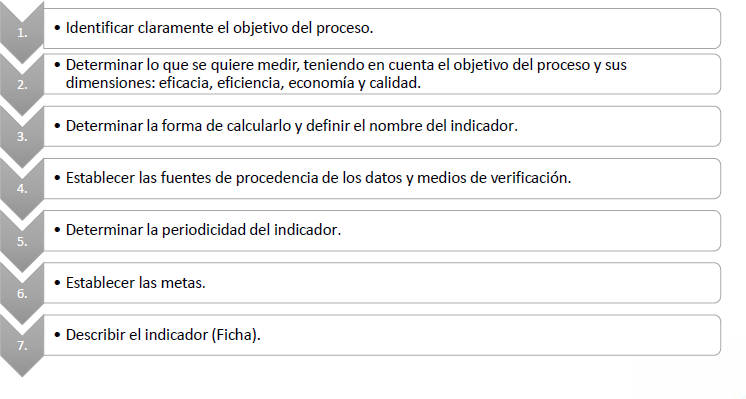 1. • Identificar claramente el objetivo del proceso.
2. • Determinar lo que se quiere medir, teniendo en cuenta el objetivo del proceso y sus
dimensiones: eficacia, eficiencia, economía y calidad.
3. • Determinar la forma de calcularlo y definir el nombre del indicador.
4. • Establecer las fuentes de procedencia de los datos y medios de verificación.
5. • Determinar la periodicidad del indicador.
6. • Establecer las metas.
7. • Describir el indicador (Ficha).